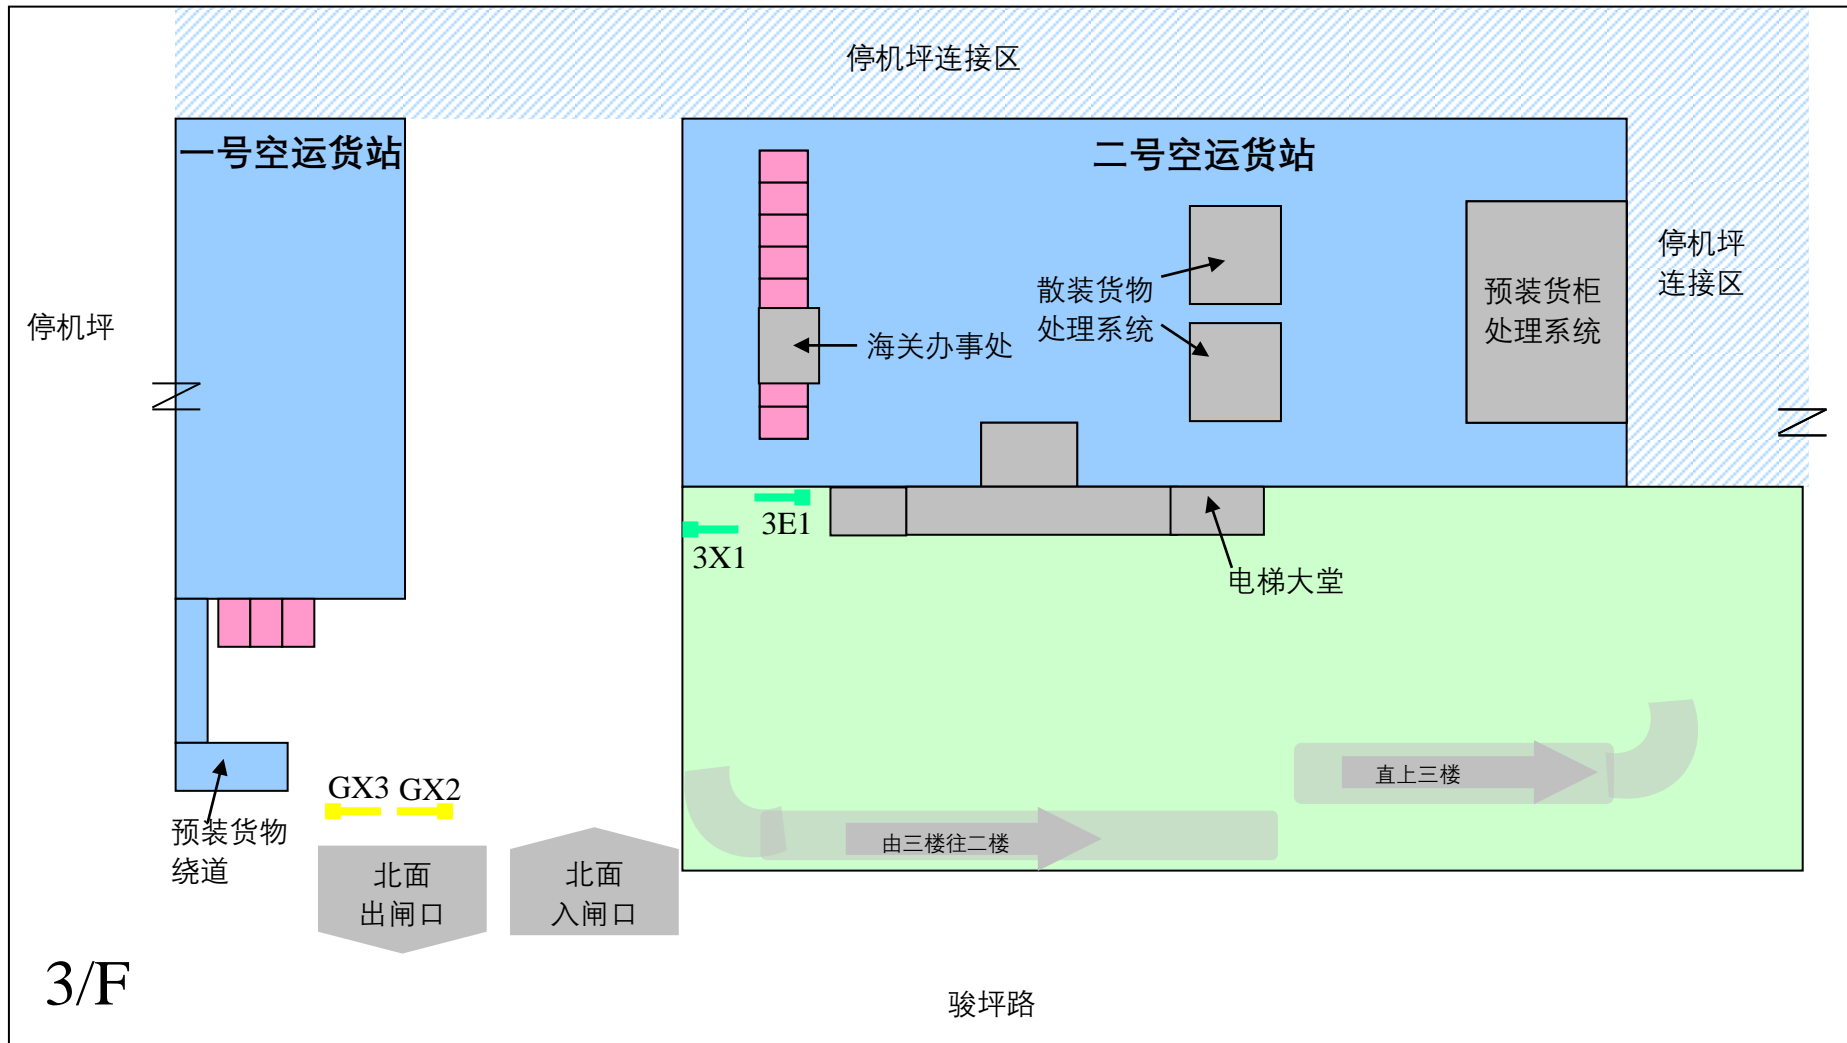 停机坪连接区
一号空运货站
二号空运货站
停机坪
连接区
散装货物
处理系统
预装货柜
处理系统
停机坪
海关办事处
3E1
3X1
电梯大堂
直上三楼
GX3
GX2
由三楼往二楼
预装货物
绕道
北面
出闸口
北面
入闸口
3/F
骏坪路